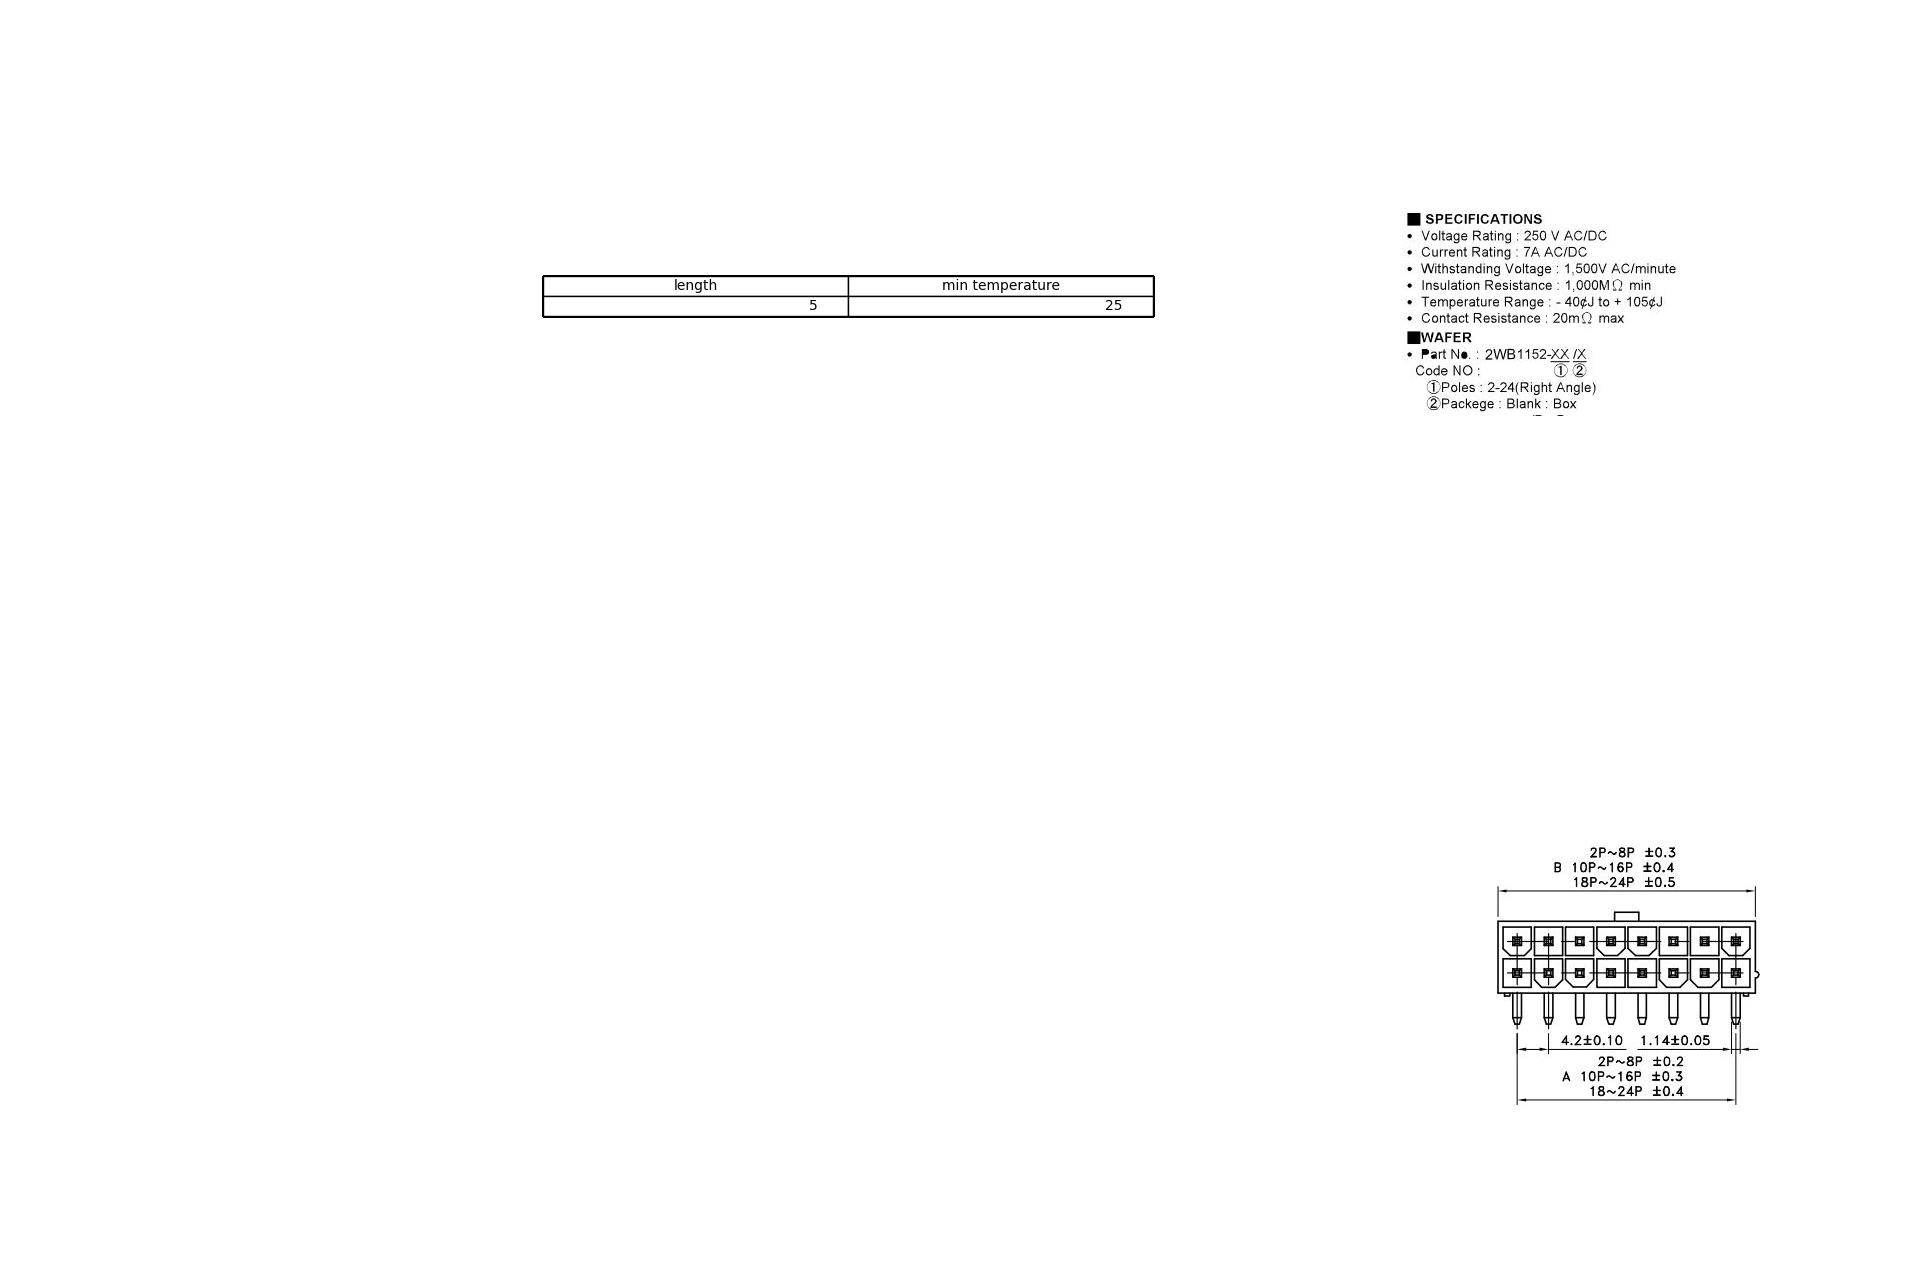 ■ SPECIFICATIONS
• Voltage Rating : 250 V AC/DC
• Current Rating : 7A AC/DC
• Withstanding Voltage : 1,500V AC/minute
• Insulation Resistance : 1,000MΩ min
• Temperature Range : - 40¢J to + 105¢J
• Contact Resistance : 20mΩ max
■WAFER
• Part No. : 2WB1152-XX /X
Code NO : ① ②
①Poles : 2-24(Right Angle)
②Packege : Blank : Box
length min temperature
5 25
2P~8P ±0.3
B 10P~16P ±0.4
18P~24P ±0.5
4.2±0.10 1.14±0.05
2P~8P ±0.2
A 10P~16P ±0.3
18~24P ±0.4